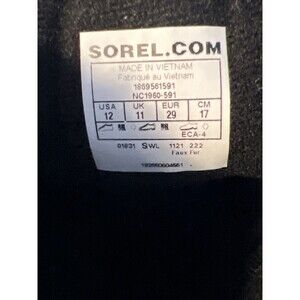 SOREL.COM
MADE IN VIETNAM
Fabriqué au Vietnam
1869561591
NC1960-591
USA UK EUR CM
12 11 29 17
ECA-4
SWL 1121 222
Faux Fur